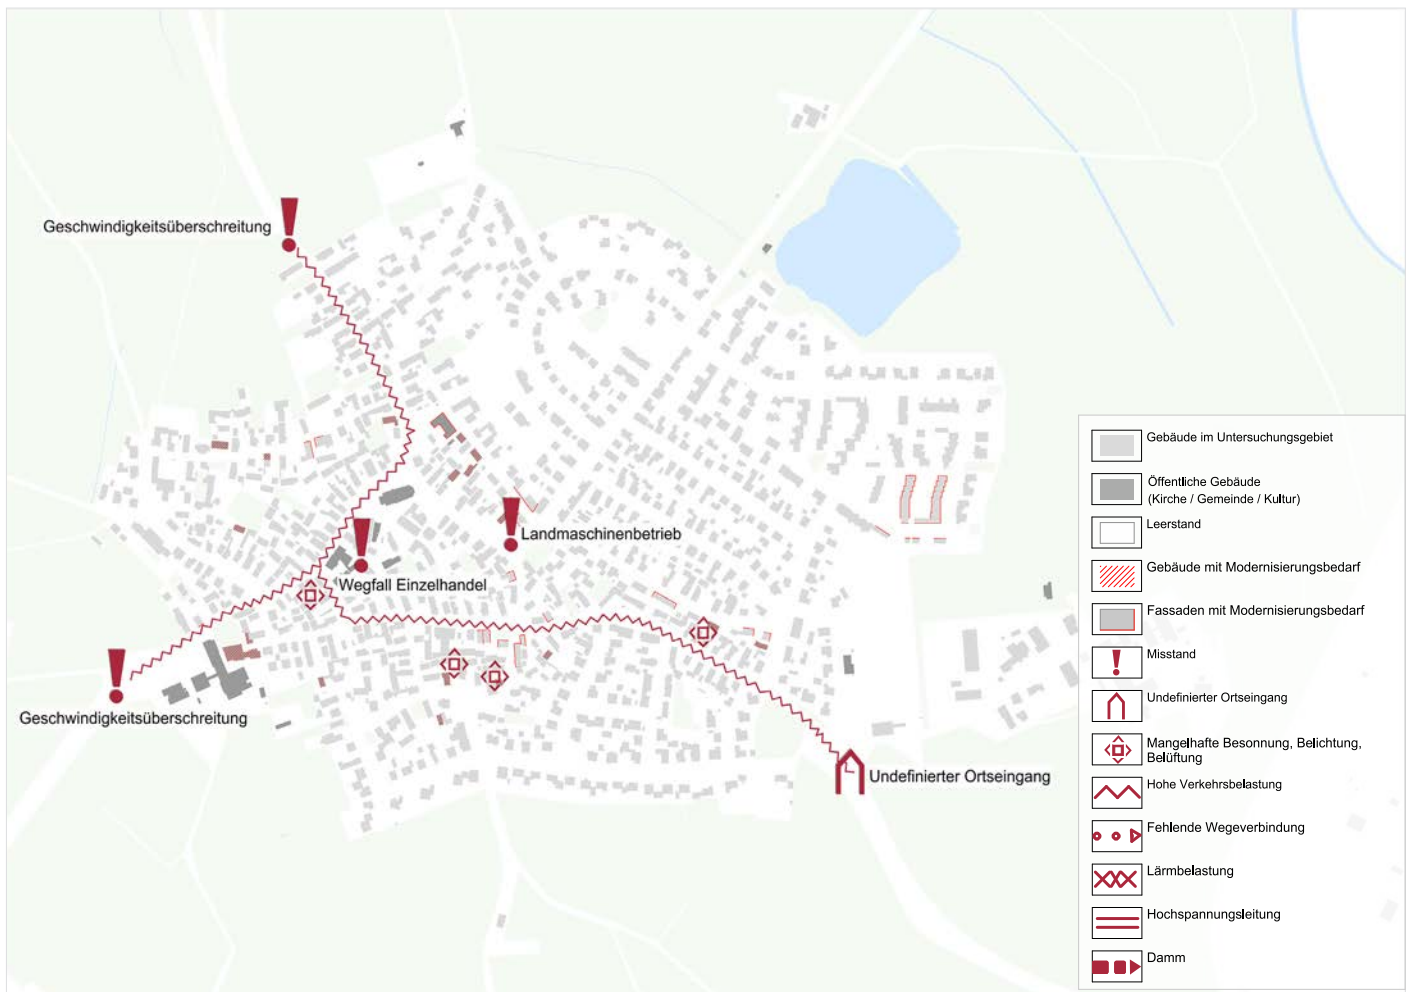 Geschwindigkeitsüberschreitung
Landmaschinenbetrieb
Wegfall Einzelhandel
Geschwindigkeitsüberschreitung
Undefinierter Ortseingang
Gebäude im Untersuchungsgebiet
Öffentliche Gebäude
(Kirche / Gemeinde / Kultur)
Leerstand
Gebäude mit Modernisierungsbedarf
Fassaden mit Modernisierungsbedarf
Misstand
Undefinierter Ortseingang
Mangelhafte Besonnung, Belichtung,
Belüftung
Hohe Verkehrsbelastung
Fehlende Wegeverbindung
Lärmbelastung
Hochspannungsleitung
Damm